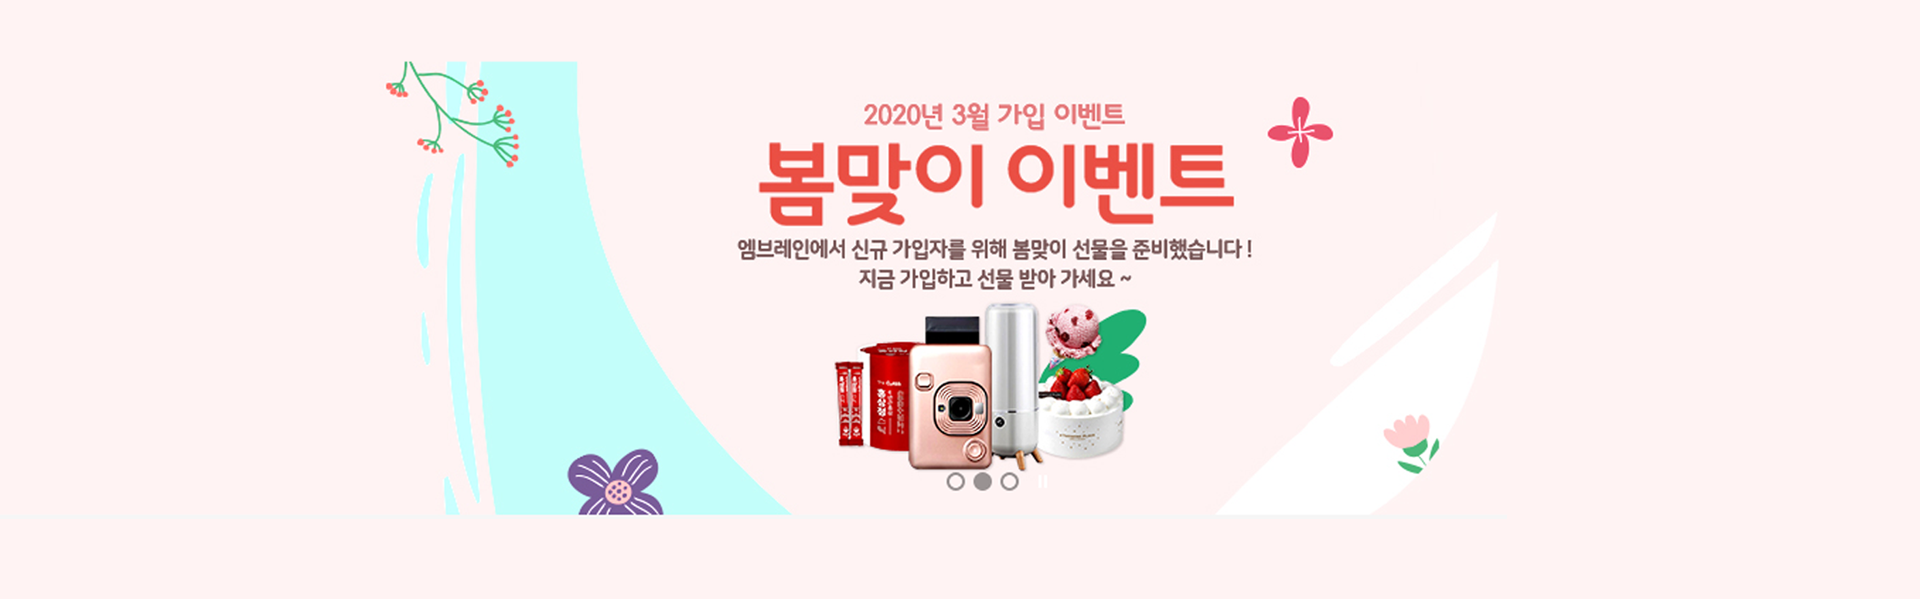 2020년 3월 가입 이벤트
봄맞이 이벤트
엠브레인에서 신규 가입자를 위해 봄맞이 선물을 준비했습니다 !
지금 가입하고 선물 받아 가세요 ~
홍삼정